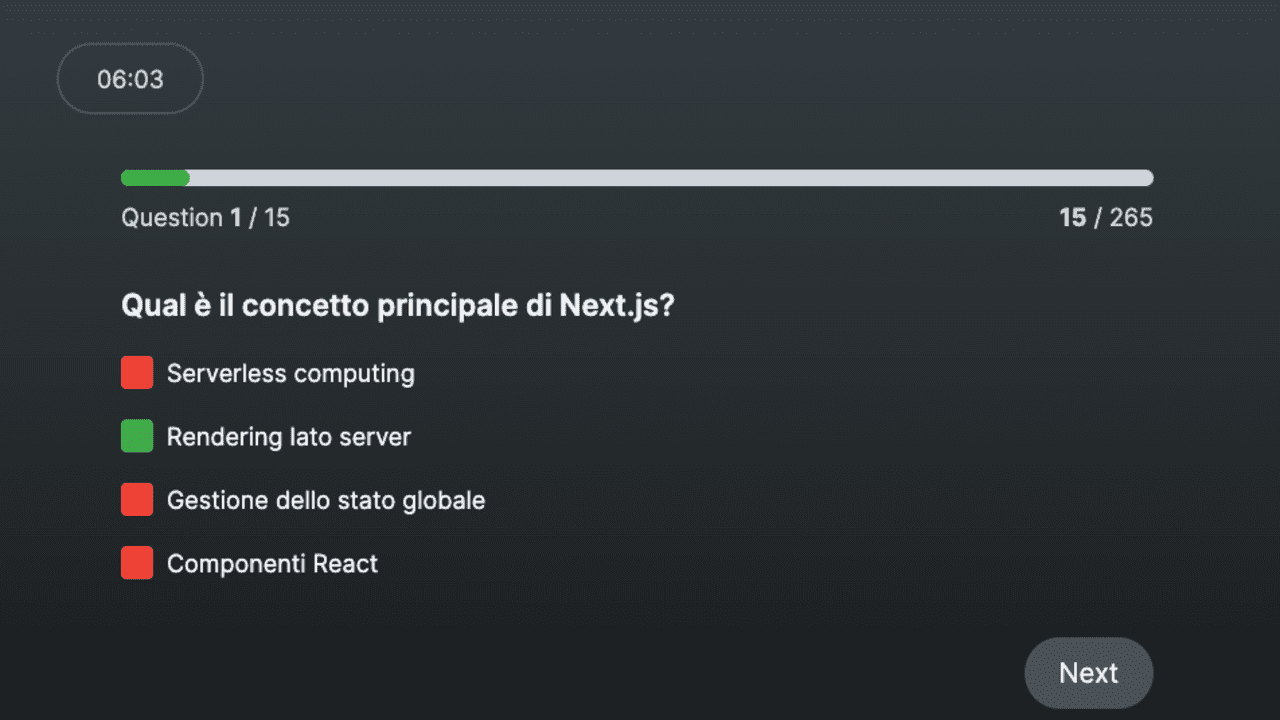 06:03
Question 1 / 15
15 / 265
Qual è il concetto principale di Next.js?
Serverless computing
Rendering lato server
Gestione dello stato globale
Componenti React
Next